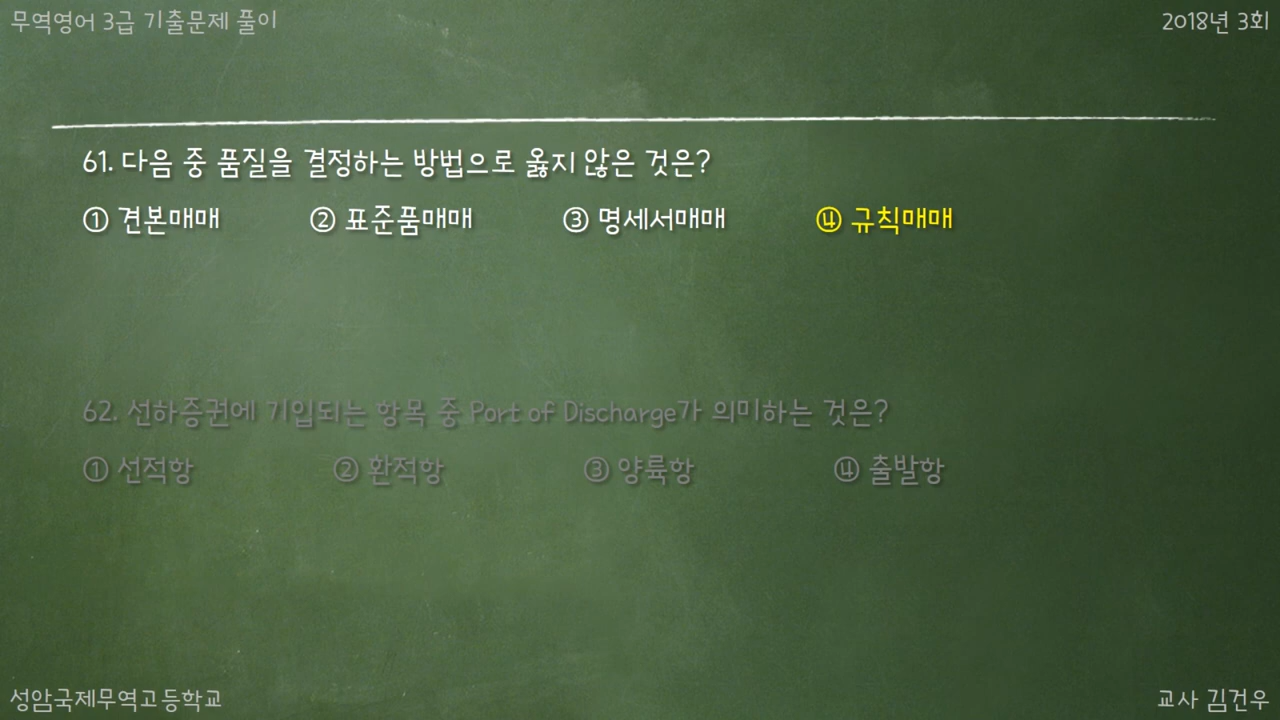 무역영어 3급 기출문제 풀이
2018년 3회
61. 다음 중 품질을 결정하는 방법으로 옳지 않은 것은?
① 견본매매 ② 표준품매매 ③ 명세서매매 ④ 규칙매매
62. 선하증권에 기입되는 항목 중 Port of Discharge가 의미하는 것은?
① 선적항 ② 환적항 ③ 양륙항 ④ 출발항
성암국제무역고등학교
교사 김건우